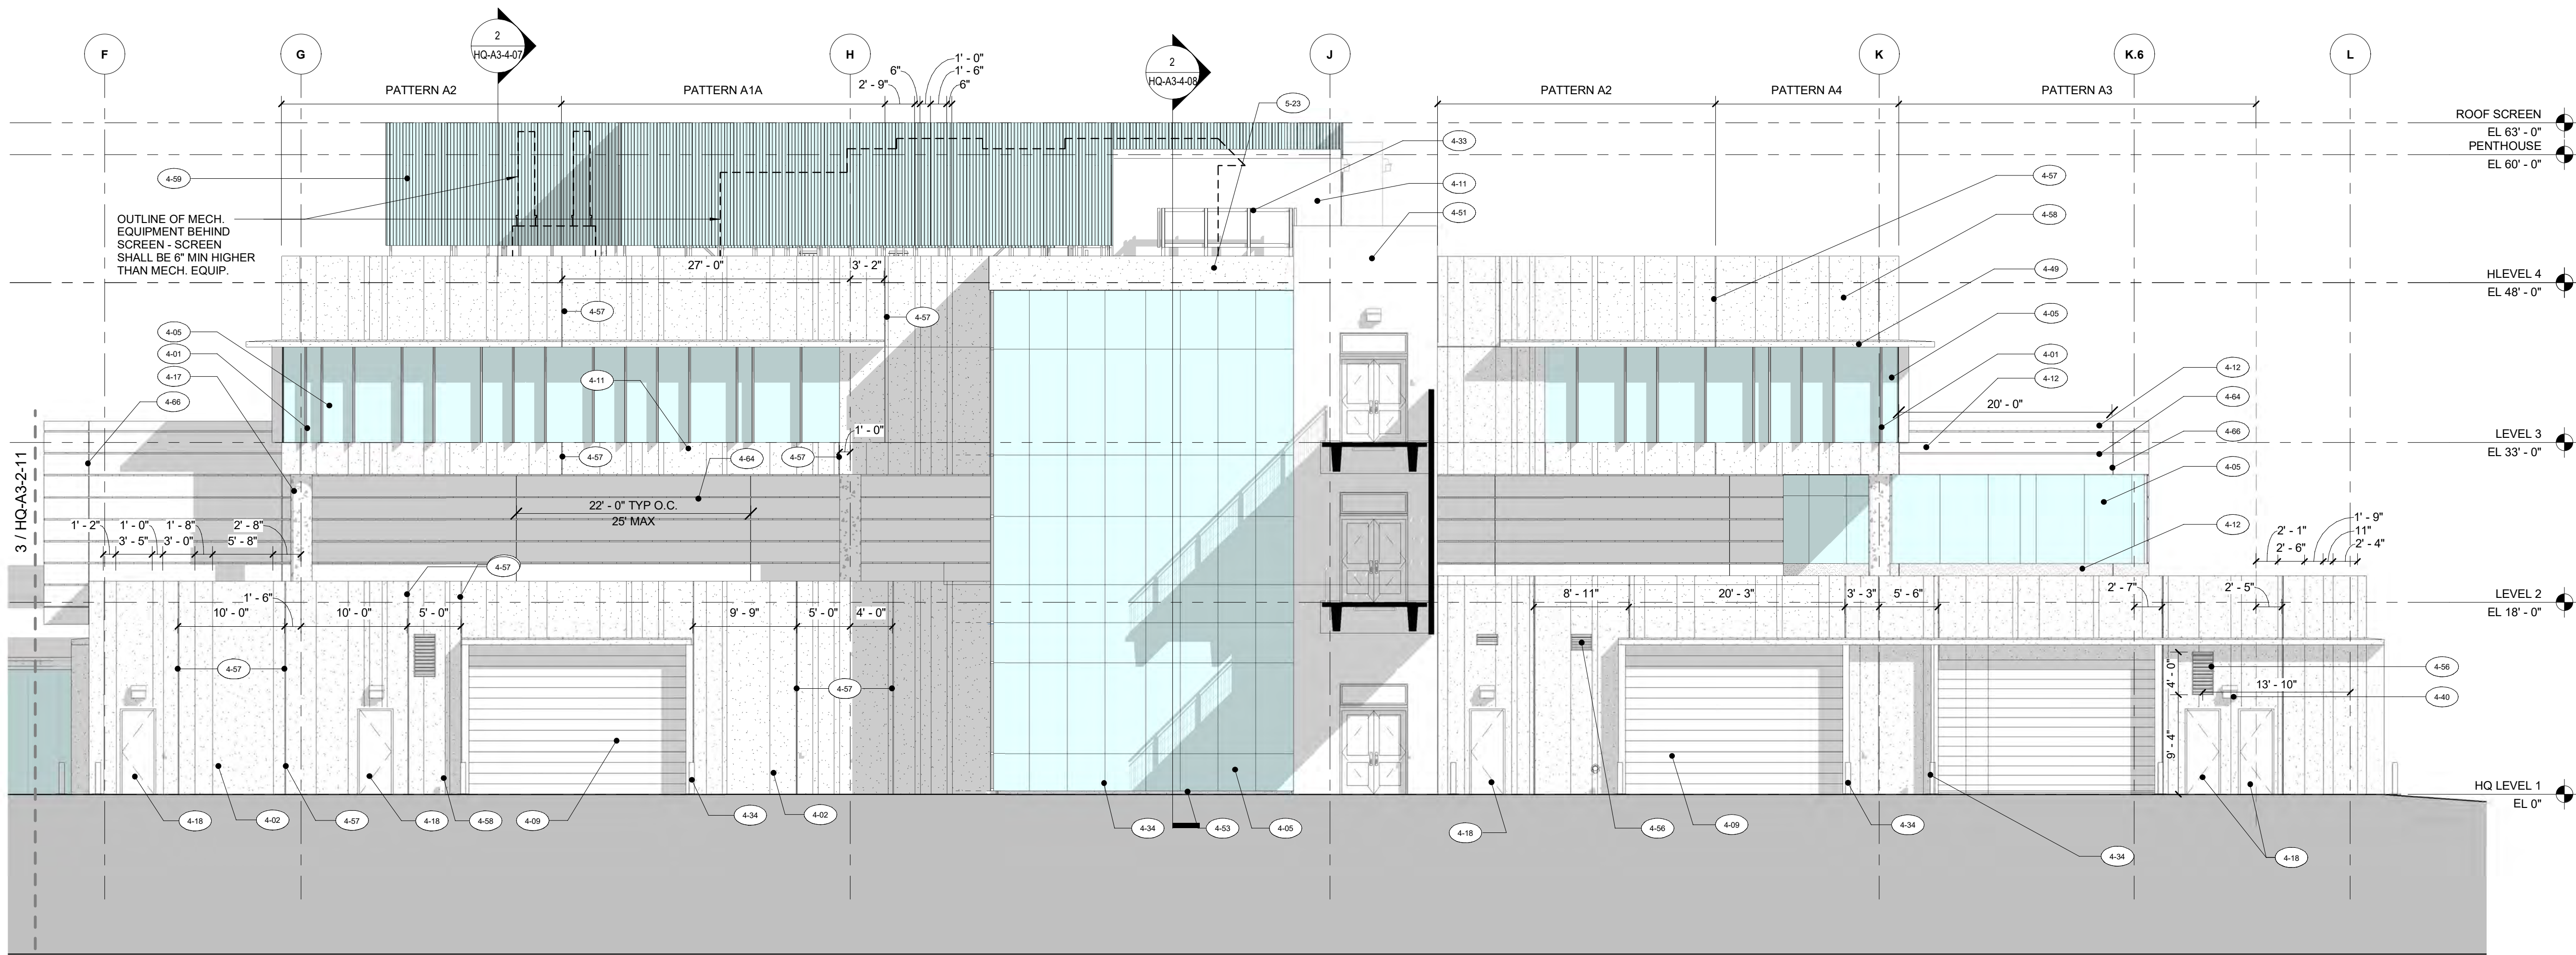 F
G
2
HQ-A3-4-07
H
2
HQ-A3-4-08
J
K
K.6
L
PATTERN A2
PATTERN A1A
2' - 9"
6"
1' - 0"
1' - 6"
6"
PATTERN A2
PATTERN A4
PATTERN A3
5-23
4-33
4-11
4-51
4-57
4-58
4-49
4-05
4-01
4-12
4-12
4-64
4-66
4-05
4-12
ROOF SCREEN
EL 63' - 0"
PENTHOUSE
EL 60' - 0"
HLEVEL 4
EL 48' - 0"
LEVEL 3
EL 33' - 0"
LEVEL 2
EL 18' - 0"
HQ LEVEL 1
EL 0"
4-59
OUTLINE OF MECH.
EQUIPMENT BEHIND
SCREEN - SCREEN
SHALL BE 6" MIN HIGHER
THAN MECH. EQUIP.
27' - 0"
3' - 2"
4-57
4-57
4-05
4-01
4-17
4-66
4-11
1' - 0"
4-57
4-64
4-57
20' - 0"
3 / HQ-A3-2-11
22' - 0" TYP O.C.
25' MAX
1' - 2"
1' - 0"
1' - 8"
2' - 8"
3' - 5"
3' - 0"
5' - 8"
4-57
1' - 6"
10' - 0"
10' - 0"
5' - 0"
9' - 9"
5' - 0"
4' - 0"
8' - 11"
20' - 3"
3' - 3"
5' - 6"
2' - 7"
2' - 5"
2' - 1"
2' - 6"
1' - 9"
11"
2' - 4"
4-57
4-57
4' - 0"
13' - 10"
9' - 4"
4-56
4-40
4-18
4-02
4-57
4-18
4-58
4-09
4-34
4-02
4-34
4-53
4-05
4-18
4-56
4-09
4-34
4-34
4-18